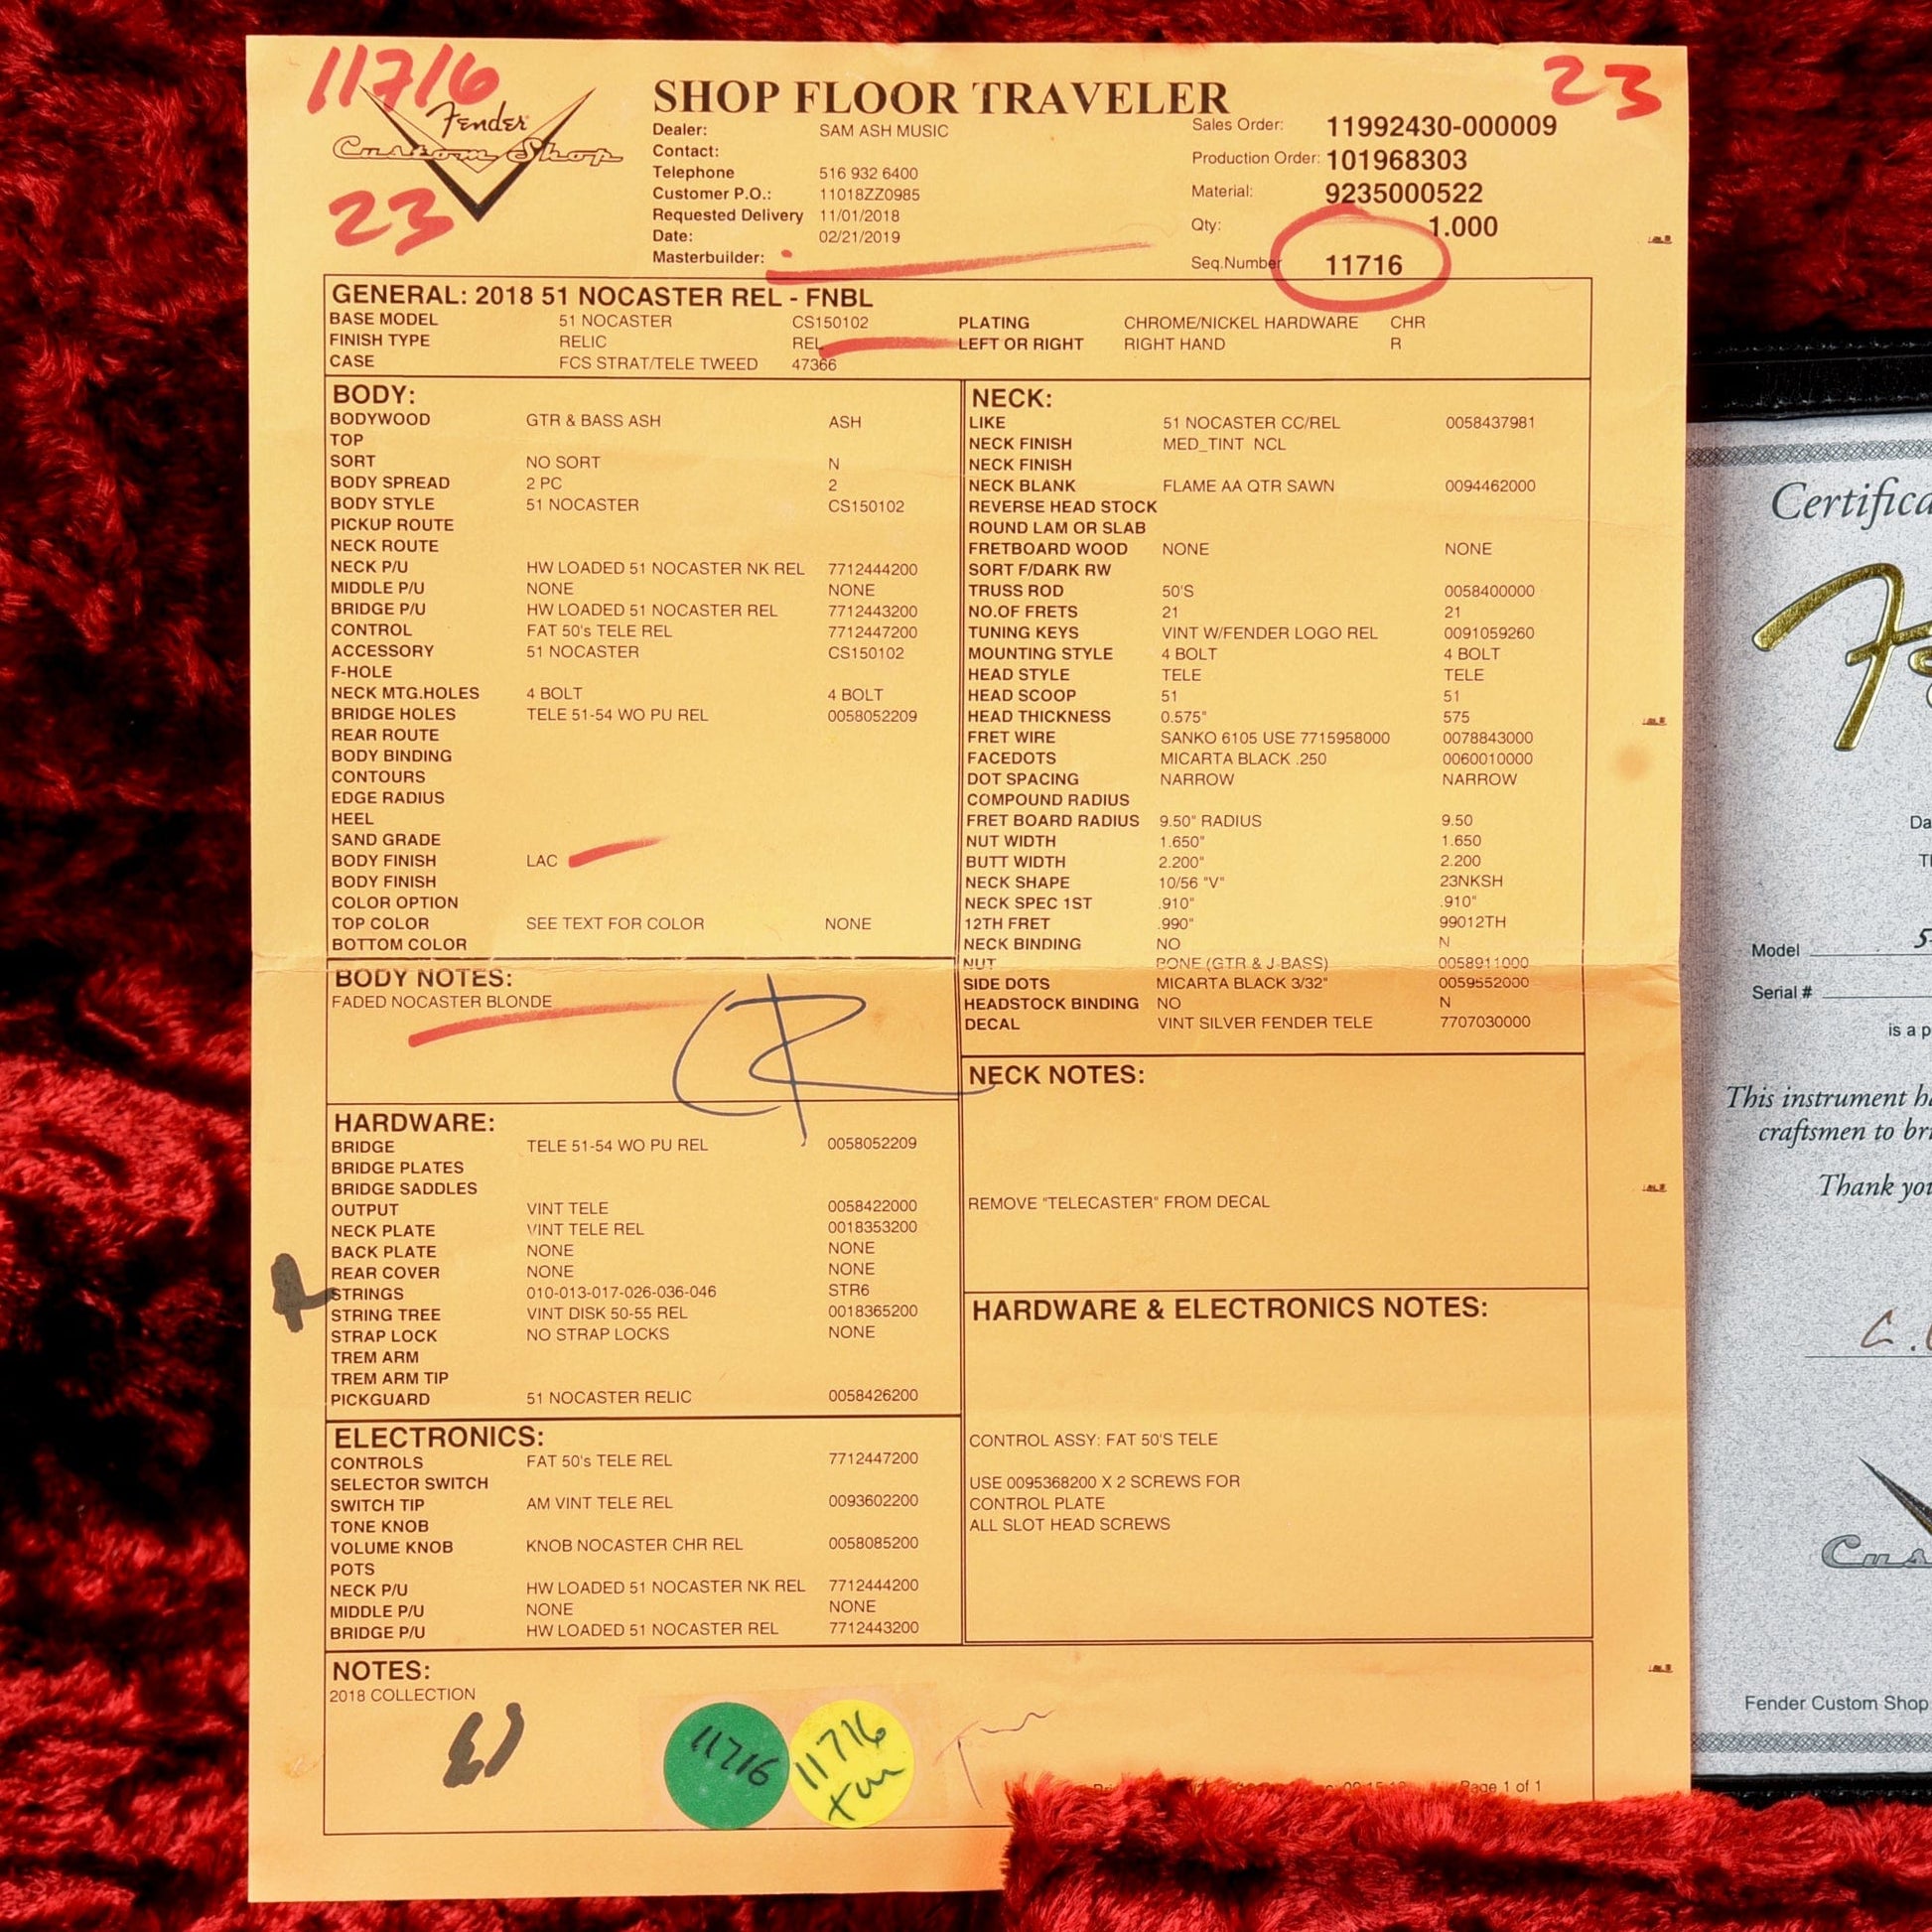 11716
23
Fender
Custom Shop
23
SHOP FLOOR TRAVELER
Dealer: SAM ASH MUSIC
Contact:
Telephone 516 932 6400
Customer P.O.: 11018ZZ0985
Requested Delivery 11/01/2018
Date: 02/21/2019
Masterbuilder:
Sales Order: 11992430-000009
Production Order: 101968303
Material: 9235000522
Qty: 1.000
Seq.Number 11716
GENERAL: 2018 51 NOCASTER REL - FNBL
BASE MODEL 51 NOCASTER CS150102 PLATING CHROME/NICKEL HARDWARE CHR
FINISH TYPE RELIC REL LEFT OR RIGHT RIGHT HAND R
CASE FCS STRAT/TELE TWEED 47366
BODY:
BODYWOOD GTR & BASS ASH ASH
TOP
SORT NO SORT N
BODY SPREAD 2 PC 2
BODY STYLE 51 NOCASTER CS150102
PICKUP ROUTE
NECK ROUTE
NECK P/U HW LOADED 51 NOCASTER NK REL 7712444200
MIDDLE P/U NONE NONE
BRIDGE P/U HW LOADED 51 NOCASTER REL 7712443200
CONTROL FAT 50's TELE REL 7712447200
ACCESSORY 51 NOCASTER CS150102
F-HOLE
NECK MTG.HOLES 4 BOLT 4 BOLT
BRIDGE HOLES TELE 51-54 WO PU REL 0058052209
REAR ROUTE
BODY BINDING
CONTOURS
EDGE RADIUS
HEEL
SAND GRADE
BODY FINISH LAC
BODY FINISH
COLOR OPTION
TOP COLOR SEE TEXT FOR COLOR NONE
BOTTOM COLOR
BODY NOTES:
FADED NOCASTER BLONDE
HARDWARE:
BRIDGE TELE 51-54 WO PU REL 0058052209
BRIDGE PLATES
BRIDGE SADDLES
OUTPUT VINT TELE 0058422000
NECK PLATE VINT TELE REL 0018353200
BACK PLATE NONE NONE
REAR COVER NONE NONE
STRINGS 010-013-017-026-036-046 STR6
STRING TREE VINT DISK 50-55 REL 0018365200
STRAP LOCK NO STRAP LOCKS NONE
TREM ARM
TREM ARM TIP
PICKGUARD 51 NOCASTER RELIC 0058426200
ELECTRONICS:
CONTROLS FAT 50's TELE REL 7712447200
SELECTOR SWITCH
SWITCH TIP AM VINT TELE REL 0093602200
TONE KNOB
VOLUME KNOB KNOB NOCASTER CHR REL 0058085200
POTS
NECK P/U HW LOADED 51 NOCASTER NK REL 7712444200
MIDDLE P/U NONE NONE
BRIDGE P/U HW LOADED 51 NOCASTER REL 7712443200
NECK:
LIKE 51 NOCASTER CC/REL 0058437981
NECK FINISH MED_TINT NCL
NECK FINISH
NECK BLANK FLAME AA QTR SAWN 0094462000
REVERSE HEAD STOCK
ROUND LAM OR SLAB
FRETBOARD WOOD NONE NONE
SORT F/DARK RW
TRUSS ROD 50'S 0058400000
NO.OF FRETS 21 21
TUNING KEYS VINT W/FENDER LOGO REL 0091059260
MOUNTING STYLE 4 BOLT 4 BOLT
HEAD STYLE TELE TELE
HEAD SCOOP 51 51
HEAD THICKNESS 0.575" 575
FRET WIRE SANKO 6105 USE 7715958000 0078843000
FACEDOTS MICARTA BLACK .250 0060010000
DOT SPACING NARROW NARROW
COMPOUND RADIUS
FRET BOARD RADIUS 9.50" RADIUS 9.50
NUT WIDTH 1.650" 1.650
BUTT WIDTH 2.200" 2.200
NECK SHAPE 10/56 "V" 23NKSH
NECK SPEC 1ST .910" .910"
12TH FRET .990" 99012TH
NECK BINDING NO N
NUT BONE (GTR & J-BASS) 0058911000
SIDE DOTS MICARTA BLACK 3/32" 0059552000
HEADSTOCK BINDING NO N
DECAL VINT SILVER FENDER TELE 7707030000
NECK NOTES:
REMOVE "TELECASTER" FROM DECAL
HARDWARE & ELECTRONICS NOTES:
CONTROL ASSY: FAT 50'S TELE
USE 0095368200 X 2 SCREWS FOR
CONTROL PLATE
ALL SLOT HEAD SCREWS
NOTES:
2018 COLLECTION
11716
11716
Page 1 of 1
Certifica
Fe
Da
Model 5
Serial #
is a p
This instrument ha
craftsmen to bri
Thank you
Cus
Fender Custom Shop